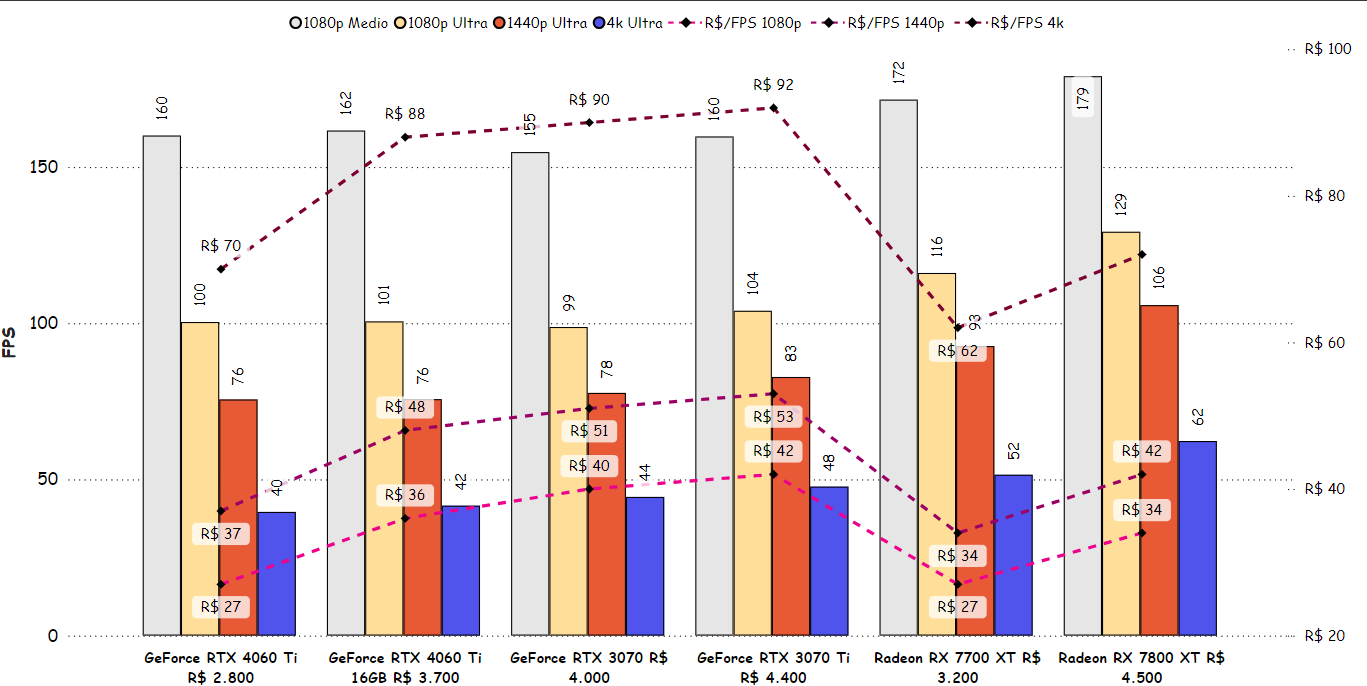 1080p Medio 1080p Ultra 1440p Ultra 4k Ultra R$/FPS 1080p R$/FPS 1440p R$/FPS 4k
R$ 100
R$ 80
R$ 60
R$ 40
R$ 20
150
100
50
0
FPS
160
100
76
40
R$ 70
R$ 37
R$ 27
162
101
76
42
R$ 88
R$ 48
R$ 36
155
99
78
44
R$ 90
R$ 51
R$ 40
160
104
83
48
R$ 92
R$ 53
R$ 42
172
116
93
52
R$ 62
R$ 34
R$ 27
179
129
106
62
R$ 42
R$ 34
GeForce RTX 4060 Ti
R$ 2.800
GeForce RTX 4060 Ti
16GB R$ 3.700
GeForce RTX 3070 R$
4.000
GeForce RTX 3070 Ti
R$ 4.400
Radeon RX 7700 XT R$
3.200
Radeon RX 7800 XT R$
4.500